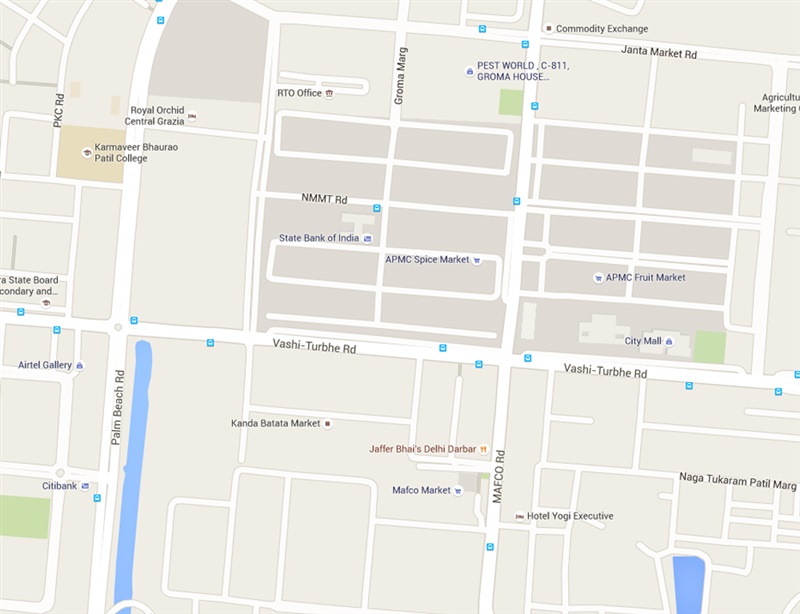 Commodity Exchange
Janta Market Rd
PEST WORLD , C-811,
GROMA HOUSE...
Groma Marg
RTO Office
PKC Rd
Royal Orchid
Central Grazia
Agricultu
Marketing
Karmaveer Bhaurao
Patil College
NMMT Rd
State Bank of India
APMC Spice Market
APMC Fruit Market
ra State Board
condary and...
Vashi-Turbhe Rd
City Mall
Airtel Gallery
Vashi-Turbhe Rd
Palm Beach Rd
Kanda Batata Market
Jaffer Bhai's Delhi Darbar
MAFCO Rd
Naga Tukaram Patil Marg
Citibank
Mafco Market
Hotel Yogi Executive